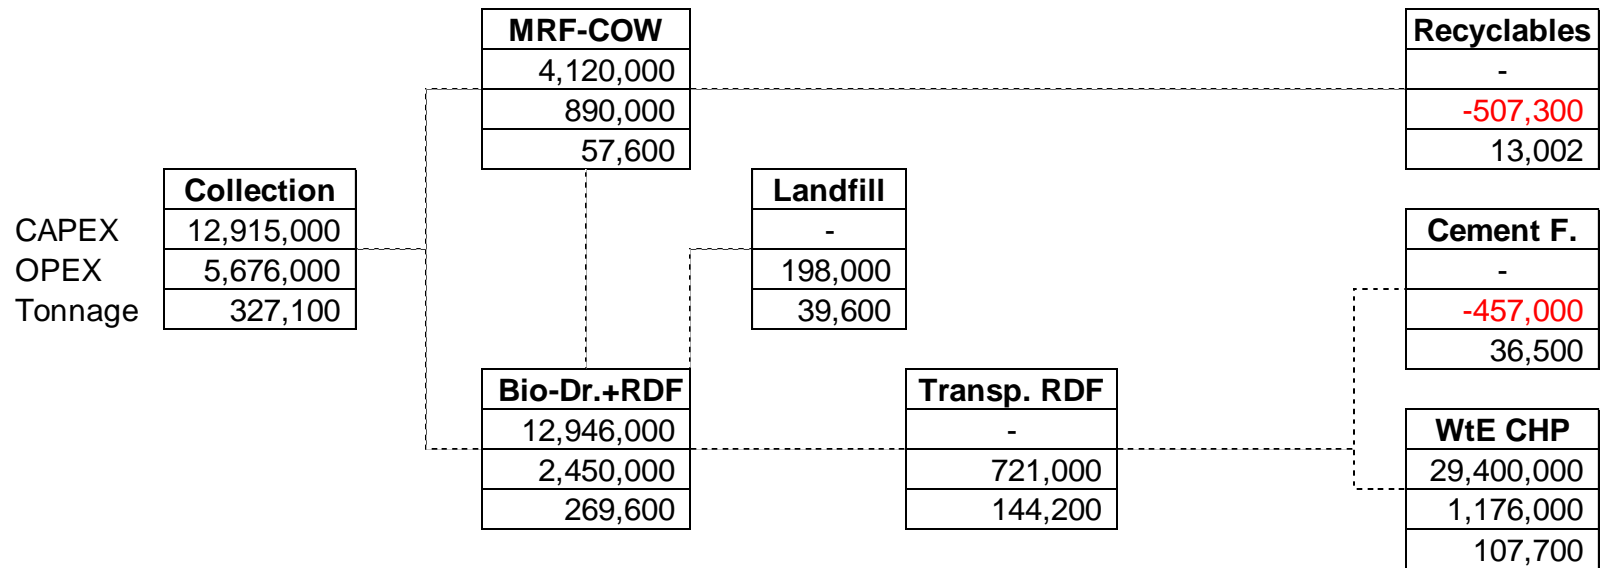 MRF-COW
4,120,000
890,000
57,600
Recyclables
-
-507,300
13,002
CAPEX
OPEX
Tonnage
Collection
12,915,000
5,676,000
327,100
Landfill
-
198,000
39,600
Cement F.
-
-457,000
36,500
Bio-Dr.+RDF
12,946,000
2,450,000
269,600
Transp. RDF
-
721,000
144,200
WtE CHP
29,400,000
1,176,000
107,700